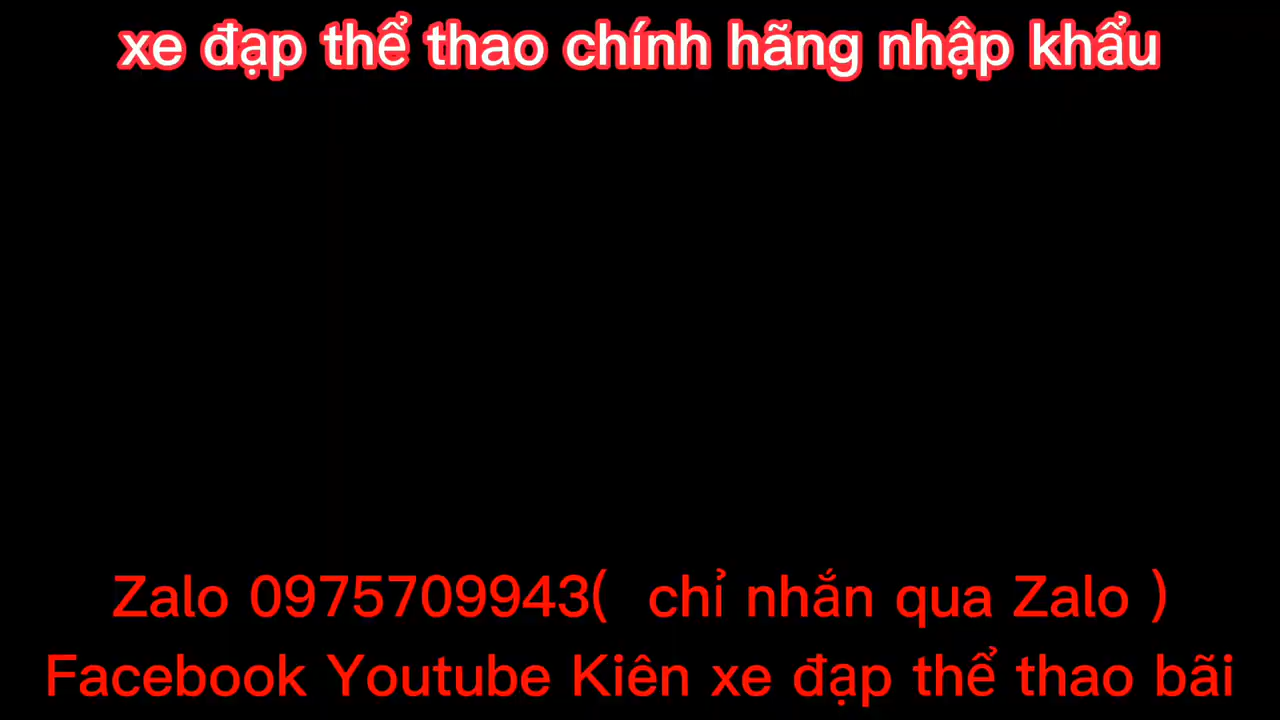 xe đạp thể thao chính hãng nhập khẩu
Zalo 0975709943(  chỉ nhắn qua Zalo )
Facebook Youtube Kiên xe đạp thể thao bãi